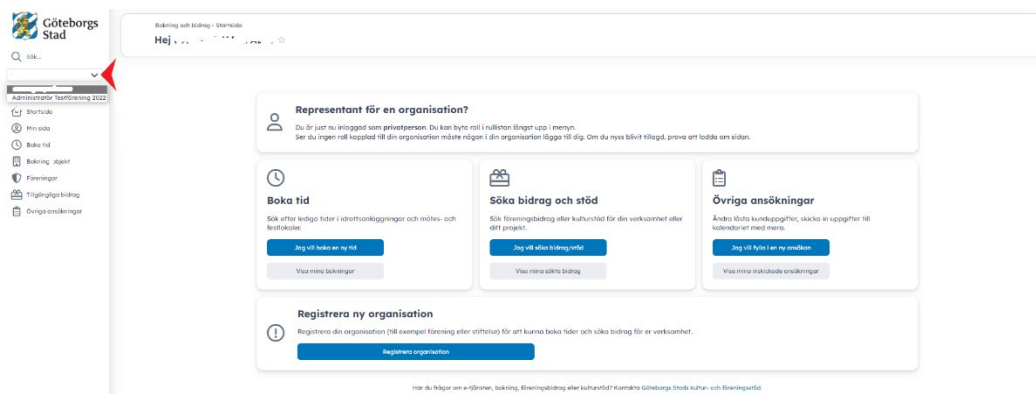 Göteborgs
Stad
Sök...
Administratör Testförening 2022
Startsida
Min sida
Boka tid
Bokning objekt
Föreningar
Tillgängliga bidrag
Övriga ansökningar
Bokning och bidrag - Startsida
Hej
Representant för en organisation?
Du är just nu inloggad som privatperson. Du kan byta roll i rullistan längst upp i menyn.
Ser du ingen roll kopplad till din organisation måste någon i din organisation lägga till dig. Om du nyss blivit tillagd, prova att ladda om sidan.
Boka tid
Sök efter lediga tider i idrottsanläggningar och mötes- och
festlokaler.
Jag vill boka en ny tid
Visa mina bokningar
Söka bidrag och stöd
Sök föreningsbidrag eller kulturstöd för din verksamhet eller
ditt projekt.
Jag vill söka bidrag/stöd
Visa mina sökta bidrag
Övriga ansökningar
Ändra låsta kunduppgifter, skicka in uppgifter till
kalendariet med mera.
Jag vill fylla i en ny ansökan
Visa mina inskickade ansökningar
Registrera ny organisation
Registrera din organisation (till exempel förening eller stiftelse) för att kunna boka tider och söka bidrag för er verksamhet.
Registrera organisation
Har du frågor om e-tjänsten, bokning, föreningsbidrag eller kulturstöd? Kontakta Göteborgs Stads kultur- och föreningsstöd.